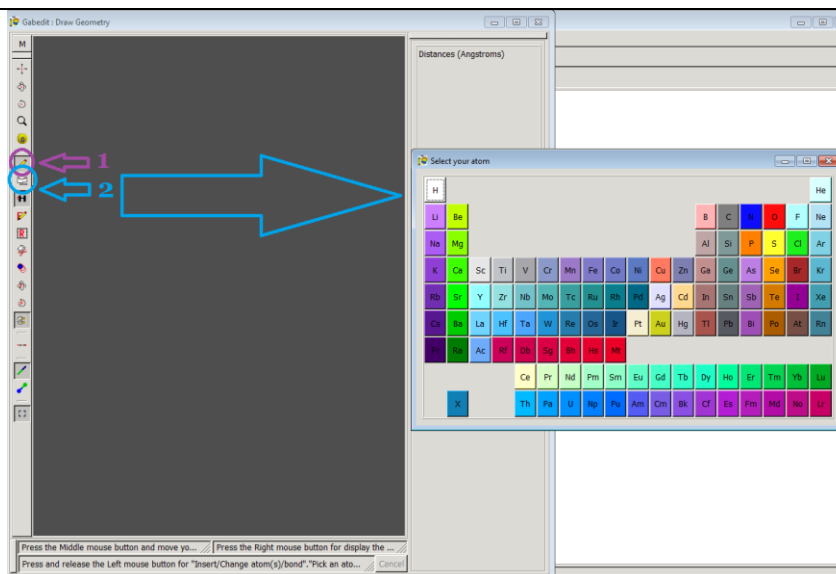 Gabedit : Draw Geometry
M
Distances (Angstroms)
1
2
H
Select your atom
H He
Li Be B C N O F Ne
Na Mg Al Si P S Cl Ar
K Ca Sc Ti V Cr Mn Fe Co Ni Cu Zn Ga Ge As Se Br Kr
Rb Sr Y Zr Nb Mo Tc Ru Rh Pd Ag Cd In Sn Sb Te I Xe
Cs Ba La Hf Ta W Re Os Ir Pt Au Hg Tl Pb Bi Po At Rn
Fr Ra Ac Rf Db Sg Bh Hs Mt
Ce Pr Nd Pm Sm Eu Gd Tb Dy Ho Er Tm Yb Lu
X Th Pa U Np Pu Am Cm Bk Cf Es Fm Md No Lr
Press the Middle mouse button and move yo... Press the Right mouse button for display the ...
Press and release the Left mouse button for "Insert/Change atom(s)/bond"."Pick an ato... Cancel